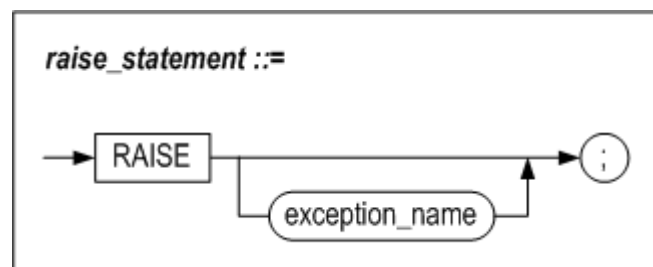 raise_statement ::=
RAISE
;
exception_name